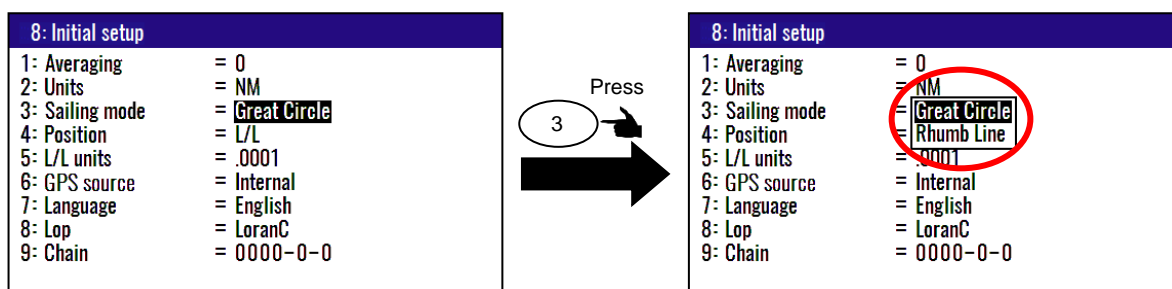 8: Initial setup
1: Averaging = 0
2: Units = NM
3: Sailing mode = Great Circle
4: Position = L/L
5: L/L units = .0001
6: GPS source = Internal
7: Language = English
8: Lop = LoranC
9: Chain = 0000-0-0
Press
3
8: Initial setup
1: Averaging = 0
2: Units = NM
3: Sailing mode = Great Circle
4: Position = Rhumb Line
5: L/L units = .0001
6: GPS source = Internal
7: Language = English
8: Lop = LoranC
9: Chain = 0000-0-0